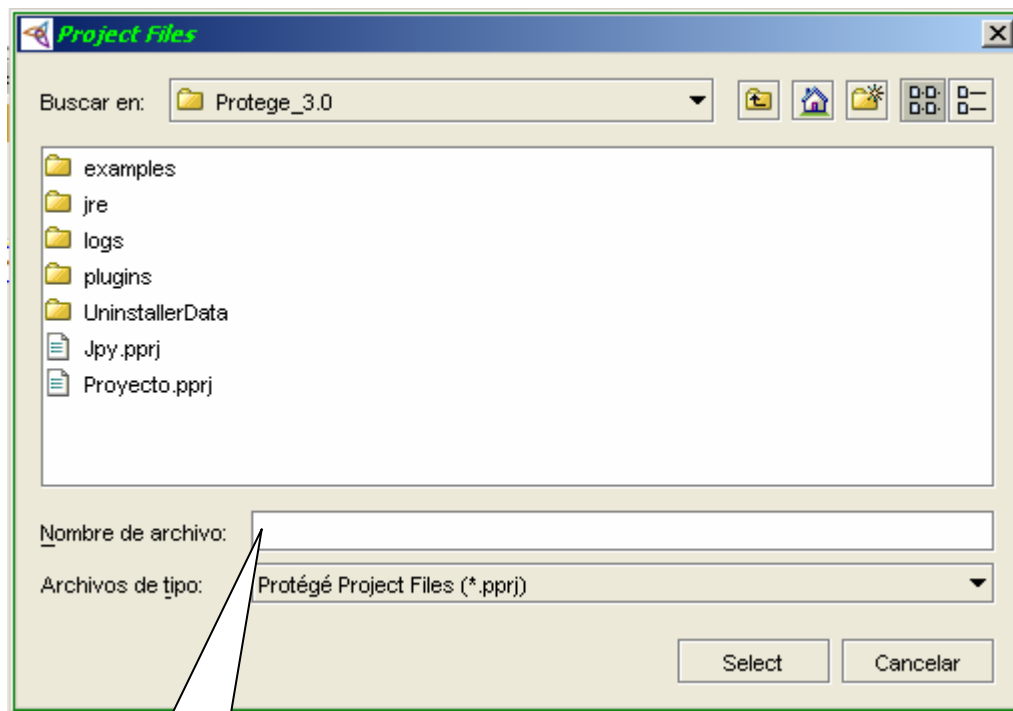 Project Files
Buscar en: Protege_3.0
examples
jre
logs
plugins
UninstallerData
Jpy.pprj
Proyecto.pprj
Nombre de archivo:
Archivos de tipo: Protégé Project Files (*.pprj)
Select Cancelar